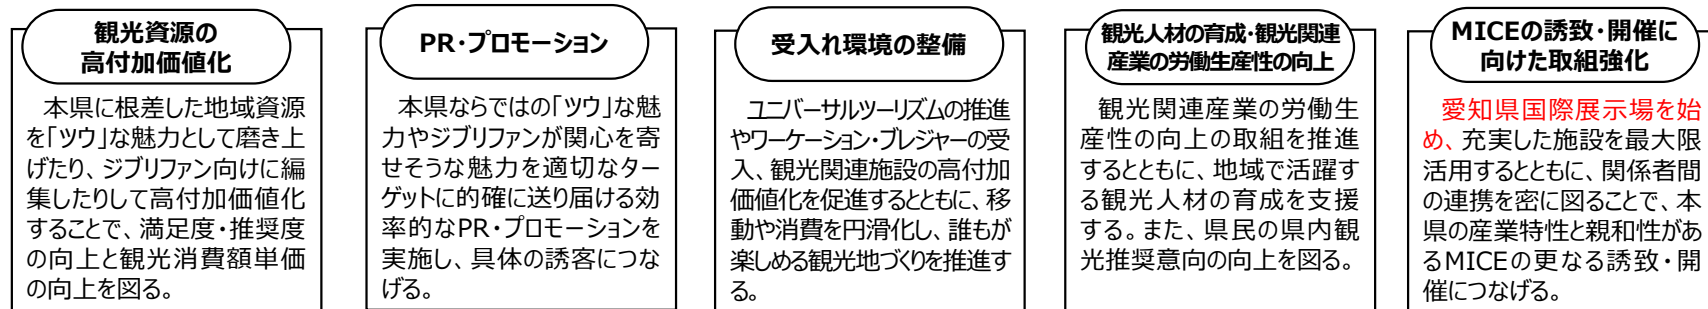 観光資源の
高付加価値化
本県に根差した地域資源
を「ツウ」な魅力として磨き上
げたり、ジブリファン向けに編
集したりして高付加価値化
することで、満足度・推奨度
の向上と観光消費額単価
の向上を図る。
PR・プロモーション
本県ならではの「ツウ」な魅
力やジブリファンが関心を寄
せそうな魅力を適切なター
ゲットに的確に送り届ける効
率的なPR・プロモーションを
実施し、具体の誘客につな
げる。
受入れ環境の整備
ユニバーサルツーリズムの推進
やワーケーション・ブレジャーの受
入、観光関連施設の高付加
価値化を促進するとともに、移
動や消費を円滑化し、誰もが
楽しめる観光地づくりを推進す
る。
観光人材の育成・観光関連
産業の労働生産性の向上
観光関連産業の労働生
産性の向上の取組を推進
するとともに、地域で活躍す
る観光人材の育成を支援
する。また、県民の県内観
光推奨意向の向上を図る。
MICEの誘致・開催に
向けた取組強化
愛知県国際展示場を始
め、充実した施設を最大限
活用するとともに、関係者間
の連携を密に図ることで、本
県の産業特性と親和性があ
るMICEの更なる誘致・開
催につなげる。